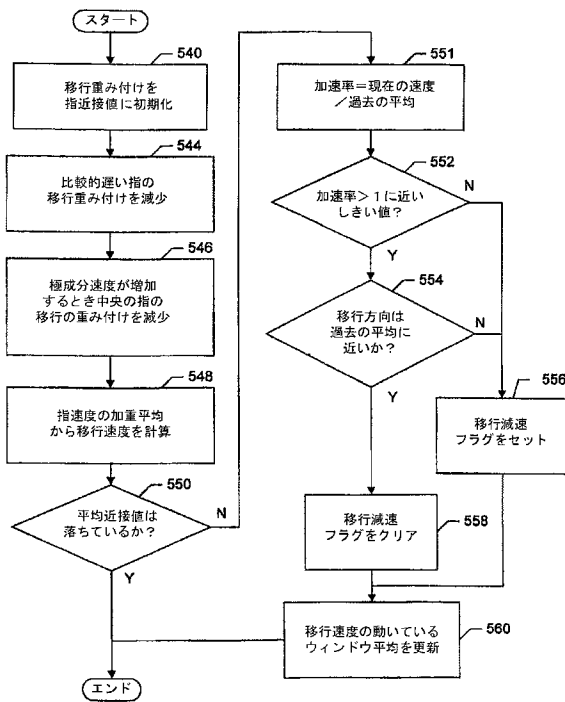 スタート
540
移行重み付けを
指近接値に初期化
544
比較的遅い指の
移行重み付けを減少
546
極成分速度が増加
するとき中央の指の
移行の重み付けを減少
548
指速度の加重平均
から移行速度を計算
550
平均近接値は
落ちているか？
N
Y
エンド
551
加速率＝現在の速度
／過去の平均
552
加速率＞１に近い
しきい値？
N
Y
554
移行方向は
過去の平均に
近いか？
N
Y
556
移行減速
フラグをセット
558
移行減速
フラグをクリア
560
移行速度の動いている
ウィンドウ平均を更新